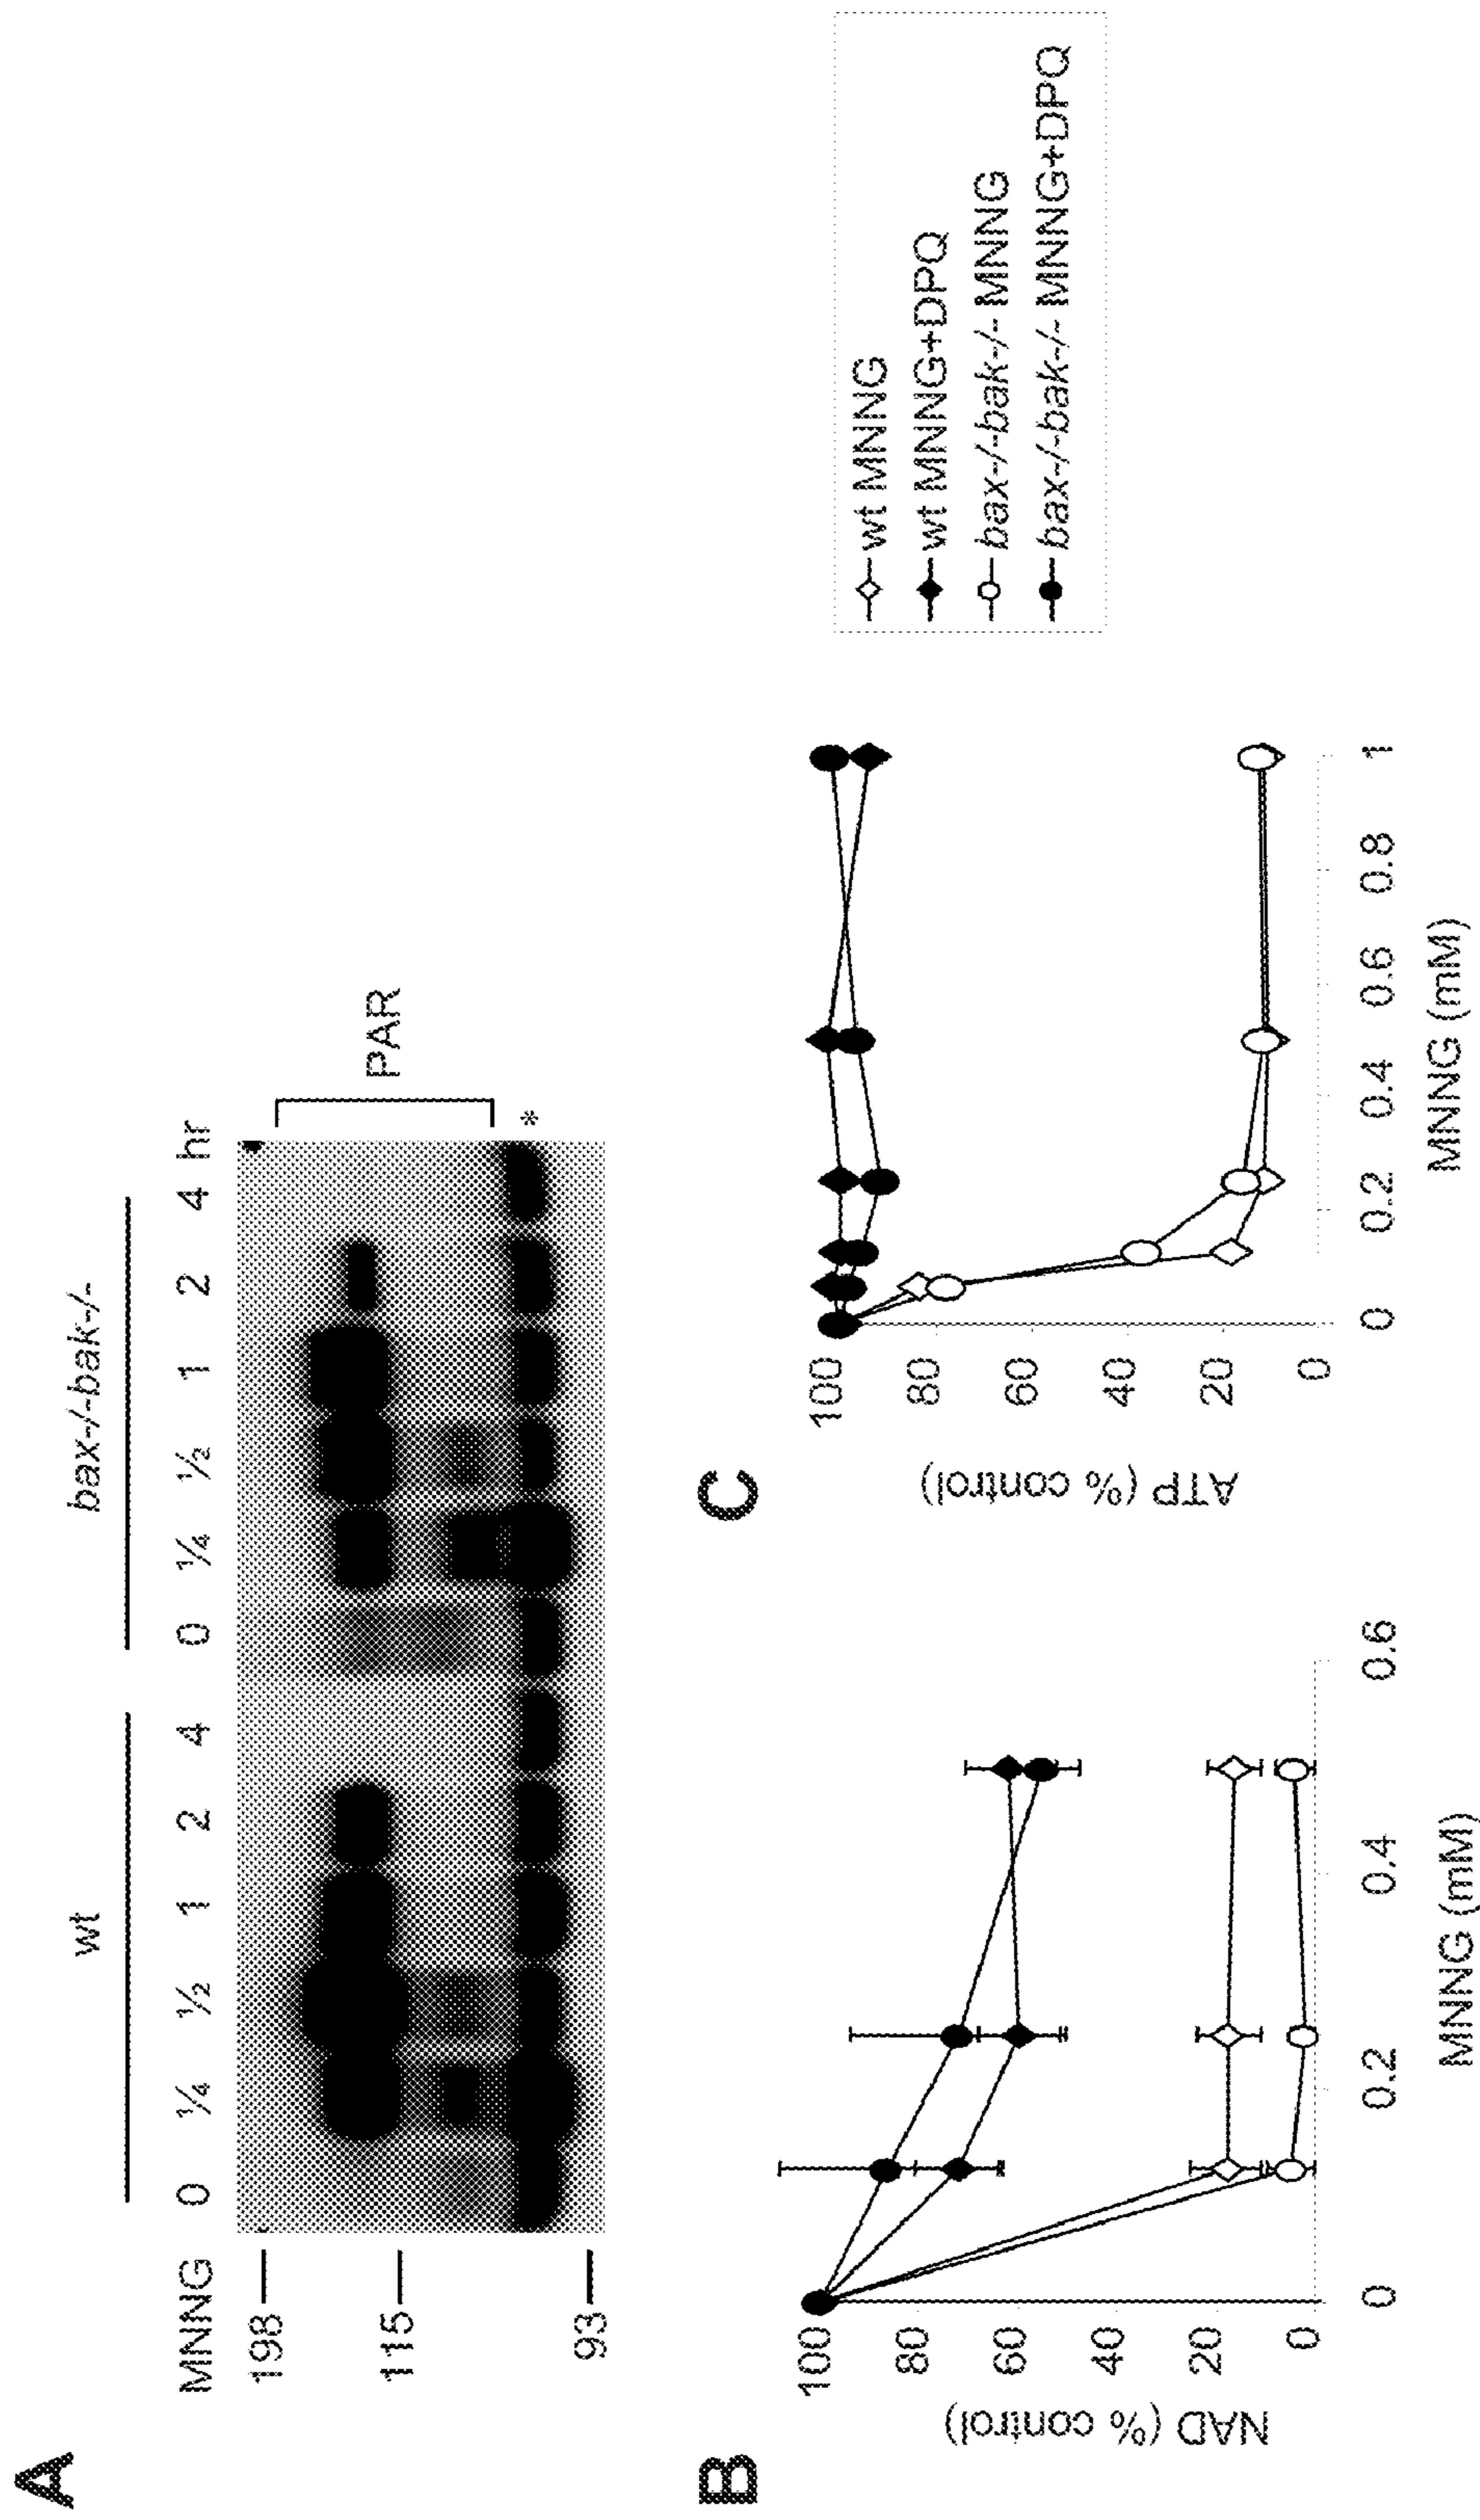 A
wt
bax-/-bak-/-
MNNG 0 ¼ ½ 1 2 4 0 ¼ ½ 1 2 4 hr
198
115
93
PAR
*
B
NAD (% control)
100
80
60
40
20
0
0 0.2 0.4 0.6
MNNG (mM)
C
ATP (% control)
100
80
60
40
20
0
0 0.2 0.4 0.6 0.8 1
MNNG (mM)
wt MNNG
wt MNNG+DPQ
bax-/-bak-/- MNNG
bax-/-bak-/- MNNG+DPQ